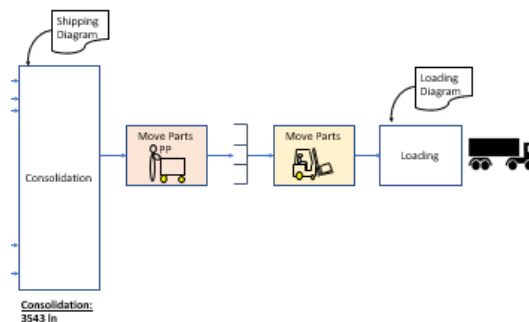 Shipping
Diagram
Loading
Diagram
Move Parts
PP
Move Parts
Consolidation
Loading
Consolidation:
3543 In